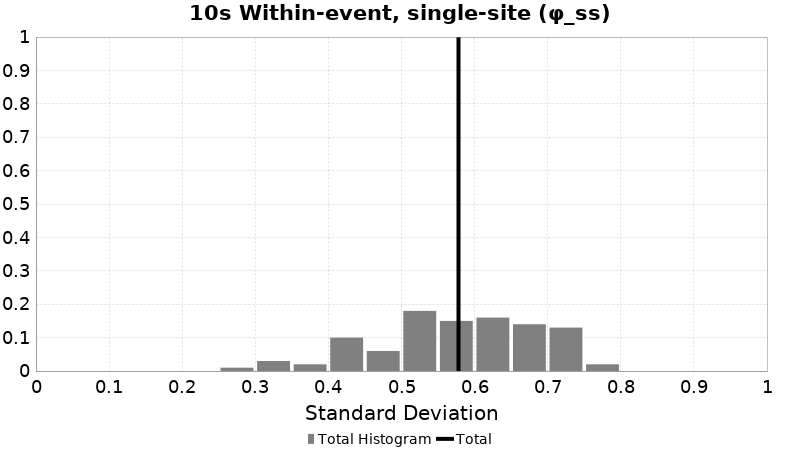 10s Within-event, single-site (φ_ss)
1
0.9
0.8
0.7
0.6
0.5
0.4
0.3
0.2
0.1
0
0 0.1 0.2 0.3 0.4 0.5 0.6 0.7 0.8 0.9 1
Standard Deviation
Total Histogram Total